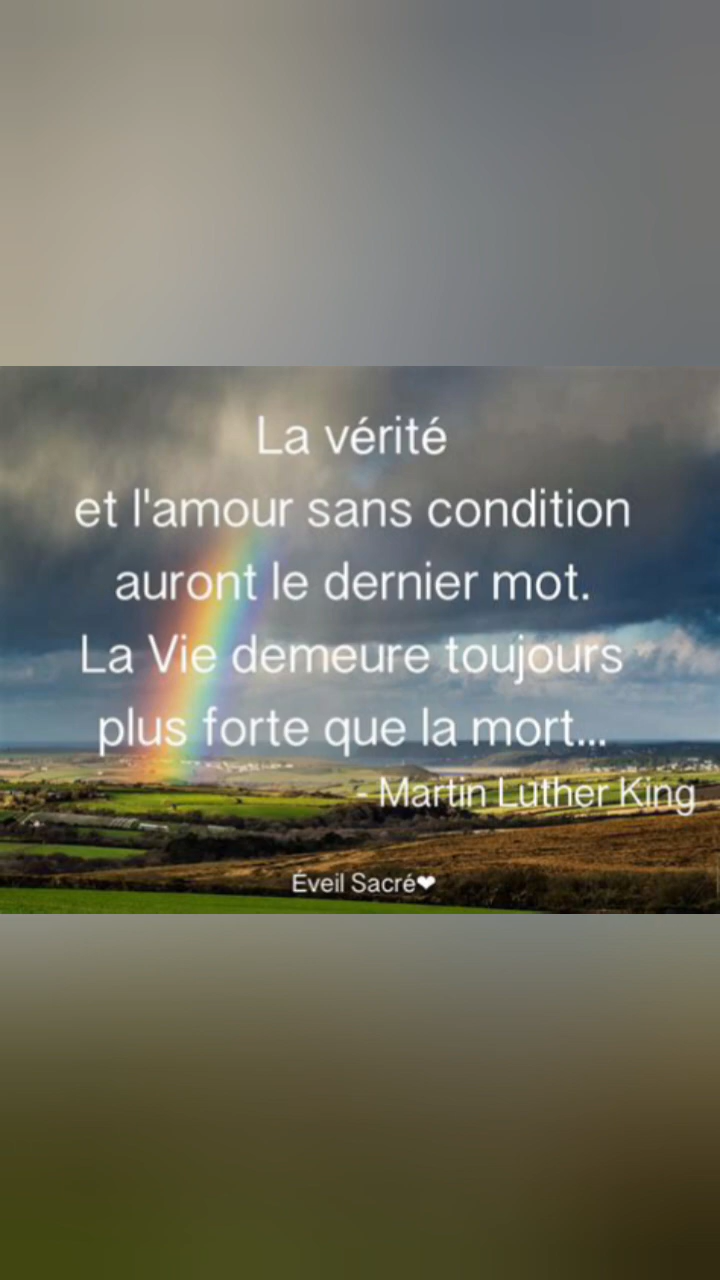 La vérité
et l'amour sans condition
auront le dernier mot.
La Vie demeure toujours
plus forte que la mort...
- Martin Luther King
Éveil Sacré❤